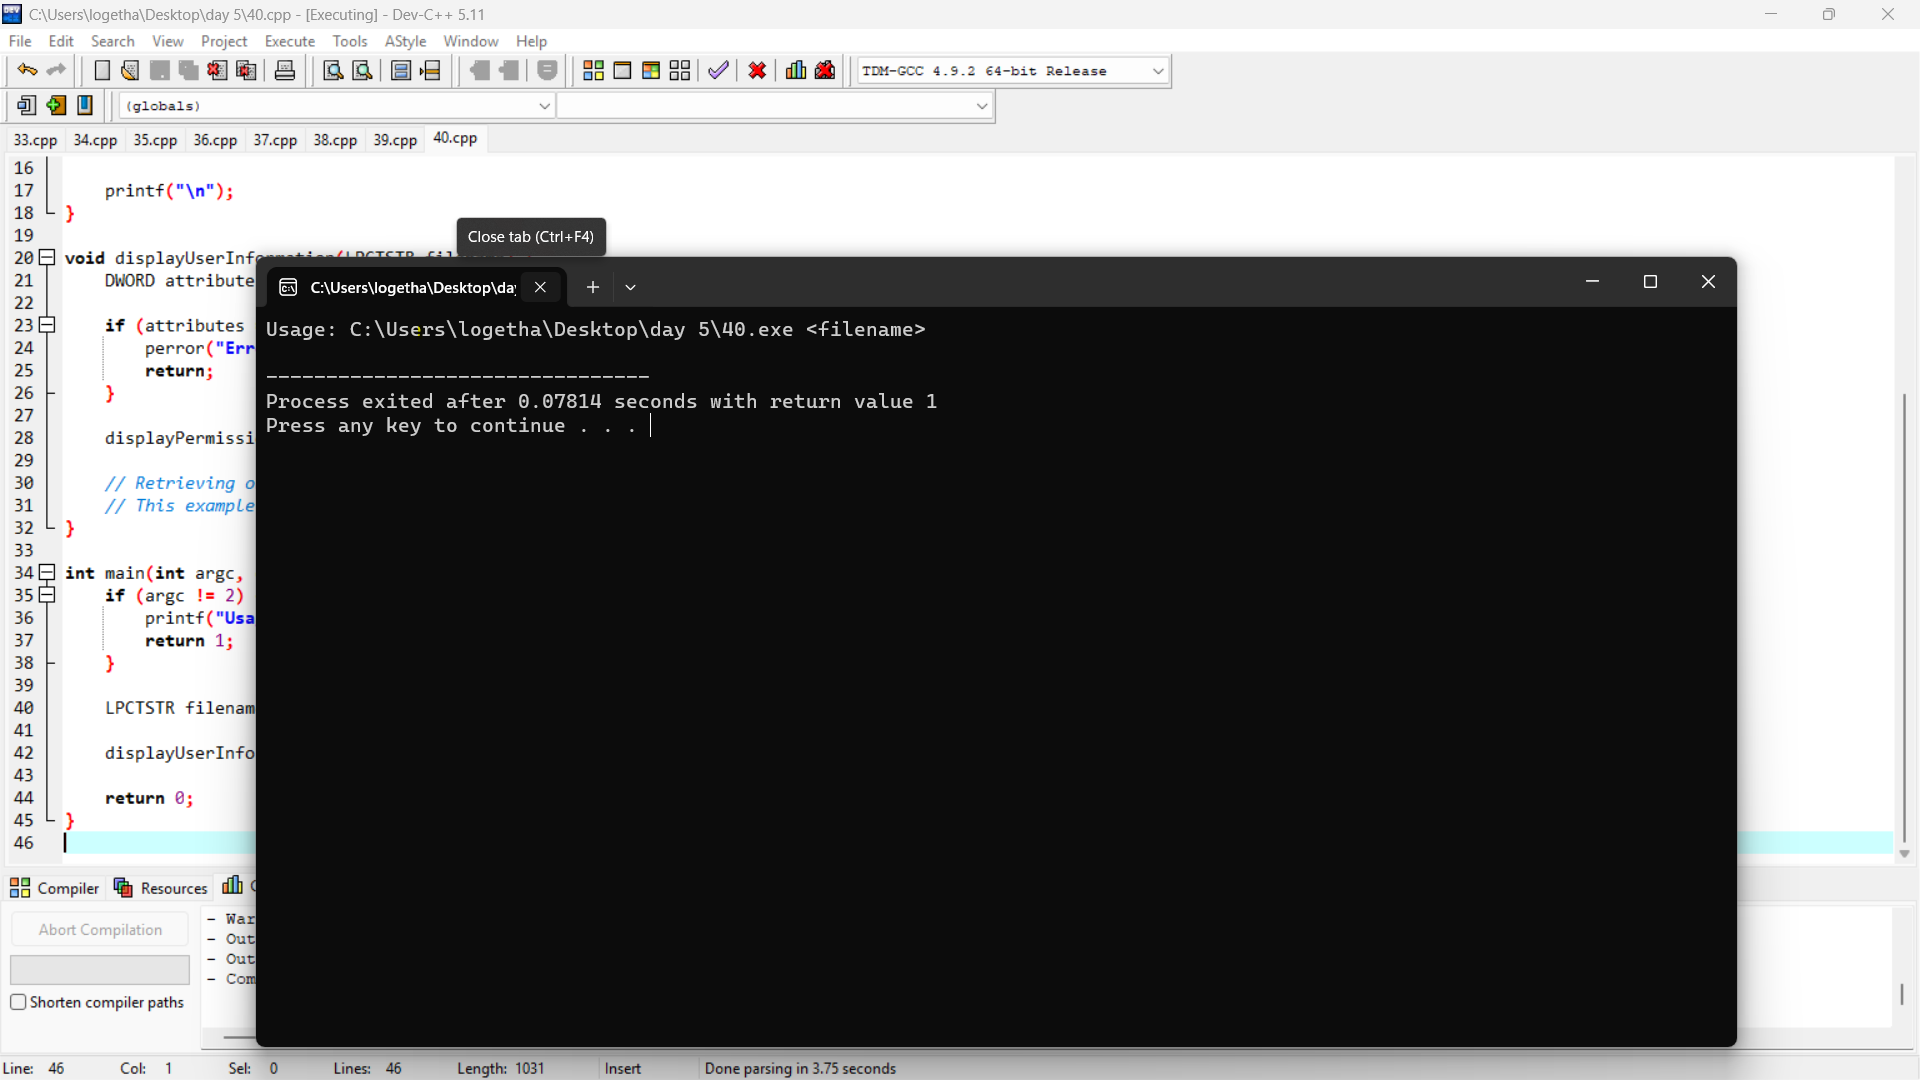 C:\Users\logetha\Desktop\day 5\40.cpp - [Executing] - Dev-C++ 5.11
File Edit Search View Project Execute Tools AStyle Window Help
TDM-GCC 4.9.2 64-bit Release
(globals)
33.cpp 34.cpp 35.cpp 36.cpp 37.cpp 38.cpp 39.cpp 40.cpp
16
17 printf("\n");
18 }
19
Close tab (Ctrl+F4)
20 void displayUserInformation(LPCTSTR
21 DWORD attribute
22
23 if (attributes
24 perror("Err
25 return;
26 }
27
28 displayPermissi
29
30 // Retrieving o
31 // This example
32 }
33
34 int main(int argc,
35 if (argc != 2)
36 printf("Usa
37 return 1;
38 }
39
40 LPCTSTR filenam
41
42 displayUserInfo
43
44 return 0;
45 }
46
C:\Users\logetha\Desktop\day
Usage: C:\Users\logetha\Desktop\day 5\40.exe <filename>
--------------------------------
Process exited after 0.07814 seconds with return value 1
Press any key to continue . . .
Compiler Resources
Abort Compilation
Shorten compiler paths
- War
- Out
- Out
- Com
Line: 46 Col: 1 Sel: 0 Lines: 46 Length: 1031 Insert Done parsing in 3.75 seconds